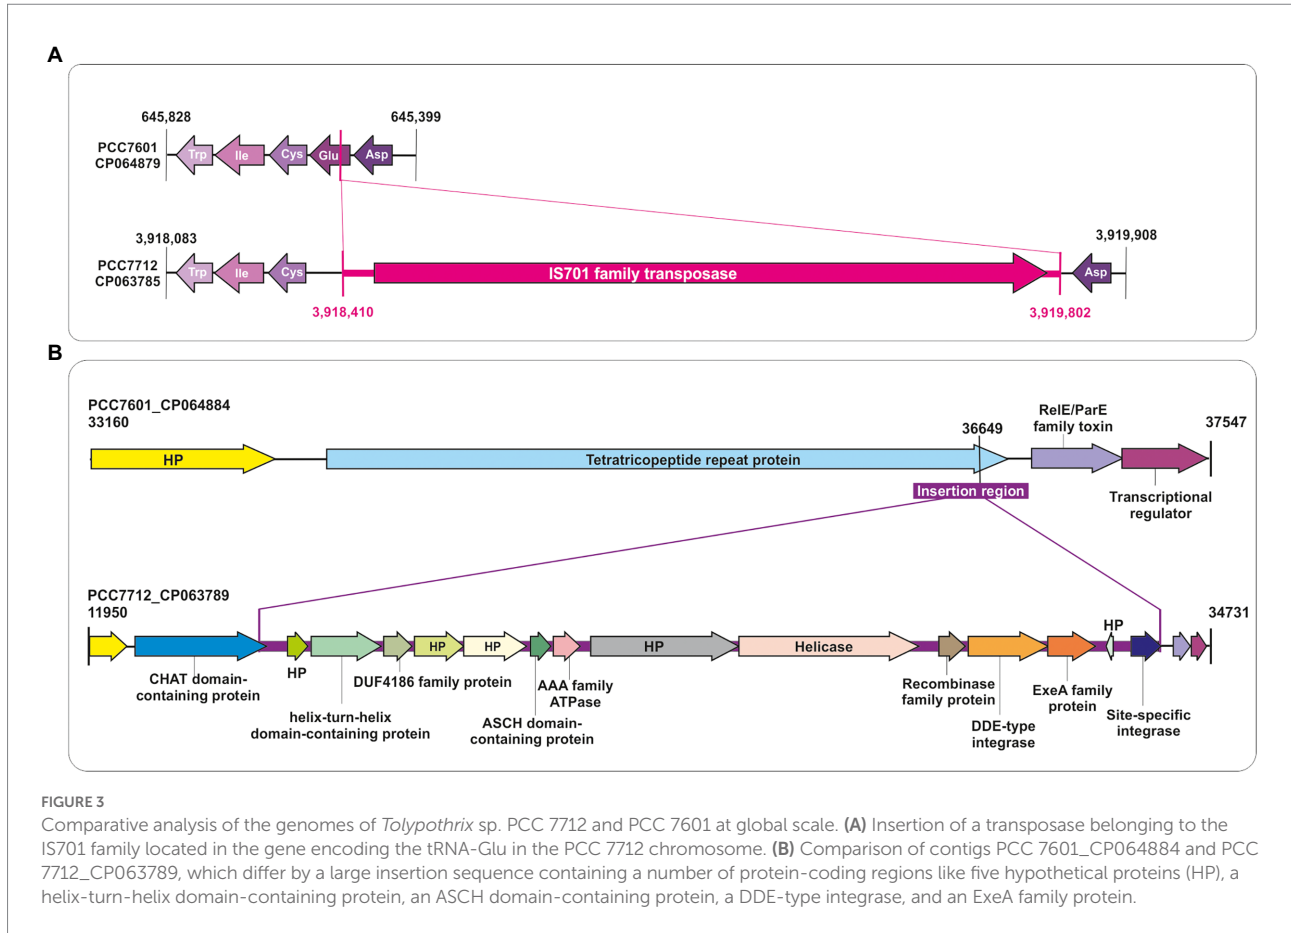 A
645,828
645,399
PCC7601
CP064879
Trp
Ile
Cys
Glu
Asp
3,918,083
3,919,908
PCC7712
CP063785
Trp
Ile
Cys
IS701 family transposase
Asp
3,918,410
3,919,802
B
PCC7601_CP064884
33160
36649
RelE/ParE
family toxin
37547
HP
Tetratricopeptide repeat protein
Insertion region
Transcriptional
regulator
PCC7712_CP063789
11950
34731
HP
HP
HP
HP
Helicase
CHAT domain-
containing protein
HP
DUF4186 family protein
AAA family
ATPase
Recombinase
family protein
ExeA family
protein
helix-turn-helix
domain-containing protein
ASCH domain-
containing protein
DDE-type
integrase
Site-specific
integrase
FIGURE 3
Comparative analysis of the genomes of Tolypothrix sp. PCC 7712 and PCC 7601 at global scale. (A) Insertion of a transposase belonging to the
IS701 family located in the gene encoding the tRNA-Glu in the PCC 7712 chromosome. (B) Comparison of contigs PCC 7601_CP064884 and PCC
7712_CP063789, which differ by a large insertion sequence containing a number of protein-coding regions like five hypothetical proteins (HP), a
helix-turn-helix domain-containing protein, an ASCH domain-containing protein, a DDE-type integrase, and an ExeA family protein.